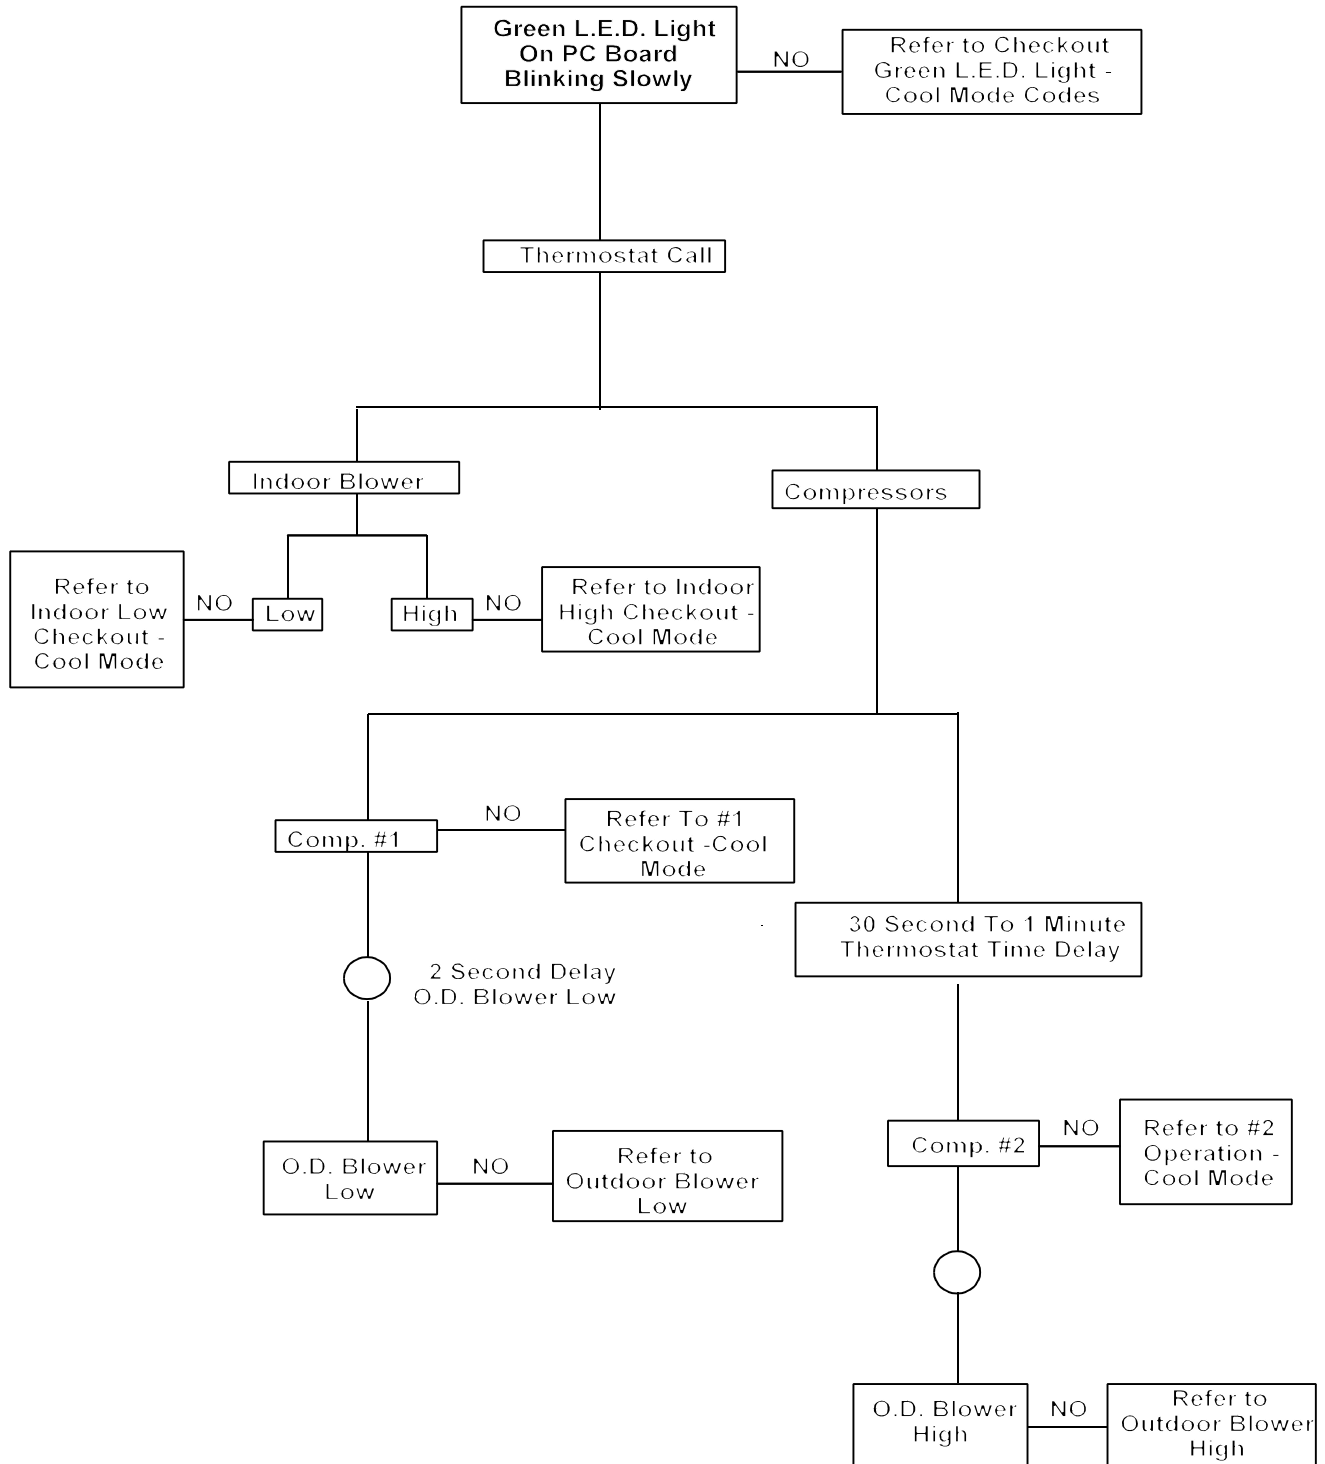 Green L.E.D. Light
On PC Board
Blinking Slowly
NO
Refer to Checkout
Green L.E.D. Light -
Cool Mode Codes
Thermostat Call
Indoor Blower
Compressors
Refer to
Indoor Low
Checkout -
Cool Mode
NO
Low
High
NO
Refer to Indoor
High Checkout -
Cool Mode
Comp. #1
NO
Refer To #1
Checkout -Cool
Mode
30 Second To 1 Minute
Thermostat Time Delay
2 Second Delay
O.D. Blower Low
O.D. Blower
Low
NO
Refer to
Outdoor Blower
Low
Comp. #2
NO
Refer to #2
Operation -
Cool Mode
O.D. Blower
High
NO
Refer to
Outdoor Blower
High